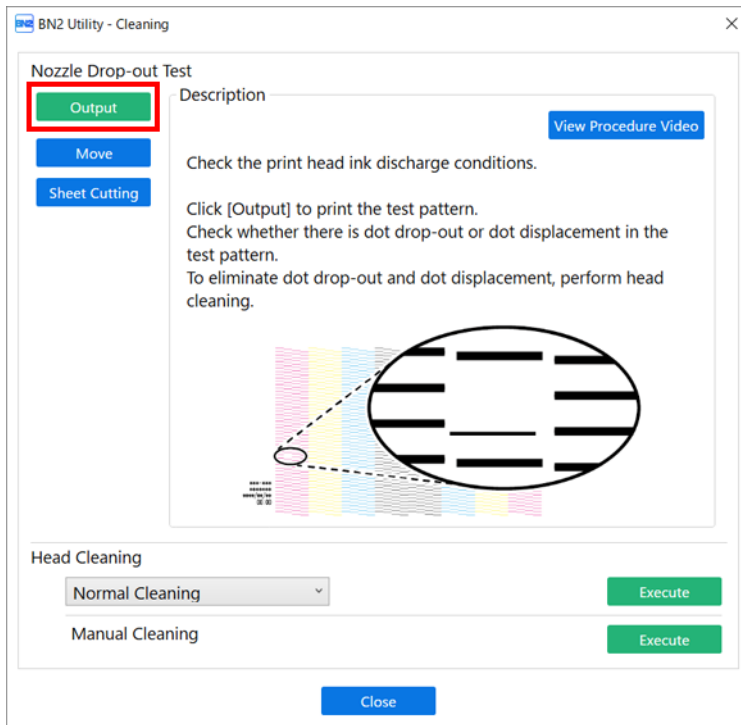 BN2 Utility - Cleaning
Nozzle Drop-out Test
Output
Move
Sheet Cutting
Description
View Procedure Video
Check the print head ink discharge conditions.
Click [Output] to print the test pattern.
Check whether there is dot drop-out or dot displacement in the
test pattern.
To eliminate dot drop-out and dot displacement, perform head
cleaning.
Head Cleaning
Normal Cleaning
Execute
Manual Cleaning
Execute
Close